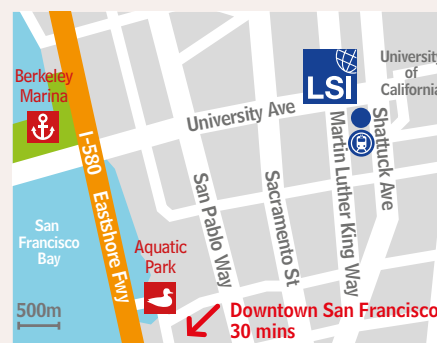 Berkeley
Marina
University
of
California
LSI
University Ave
I-580 Eastshore Fwy
San Pablo Way
Sacramento St
Martin Luther King Way
Shattuck Ave
San
Francisco
Bay
Aquatic
Park
500m
Downtown San Francisco
30 mins